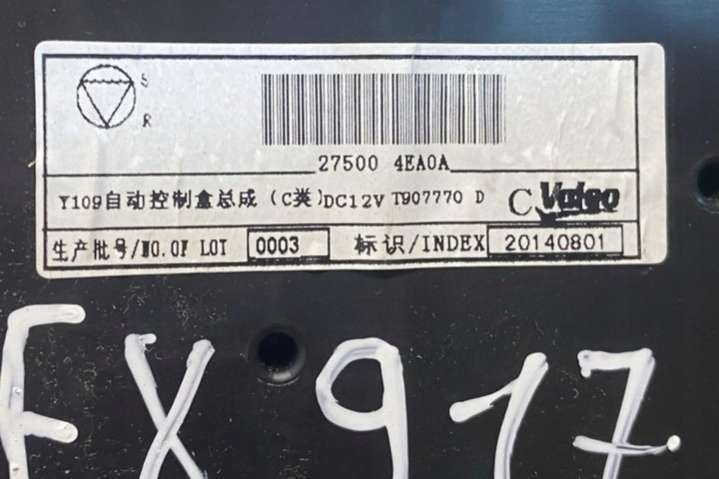 S
R
27500 4EA0A
Y109自动控制盒总成（C类）DC12V T907770 D C Valeo
生产批号/NO.OF LOT 0003 标识/INDEX 20140801
FX 917